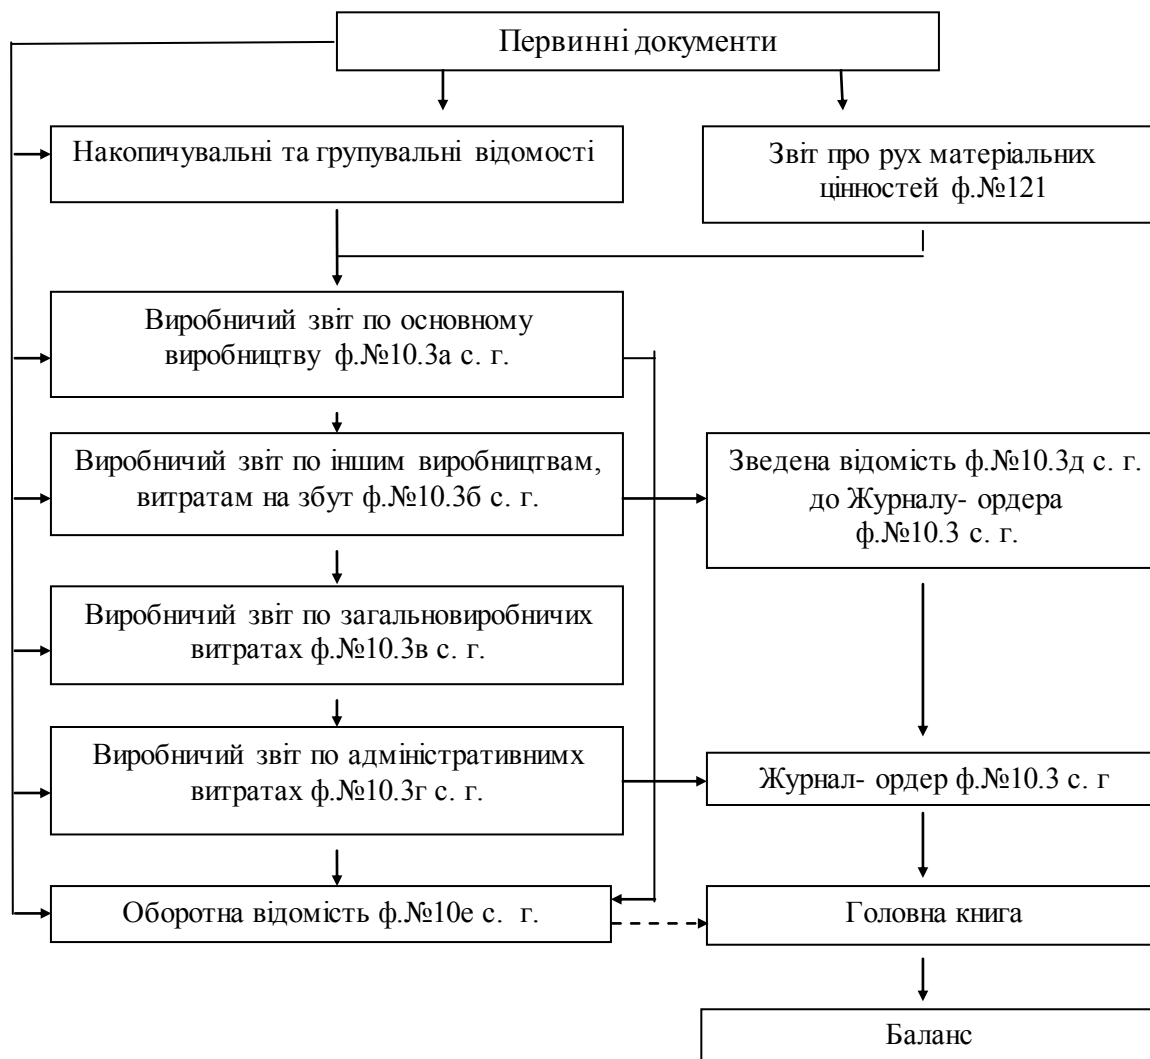 Первинні документи
Накопичувальні та групувальні відомості
Звіт про рух матеріальних
цінностей ф.№121
Виробничий звіт по основному
виробництву ф.№10.3а с. г.
Виробничий звіт по іншим виробництвам,
витратам на збут ф.№10.3б с. г.
Зведена відомість ф.№10.3д с. г.
до Журналу- ордера
ф.№10.3 с. г.
Виробничий звіт по загальновиробничих
витратах ф.№10.3в с. г.
Виробничий звіт по адміністративнимх
витратах ф.№10.3г с. г.
Журнал- ордер ф.№10.3 с. г
Оборотна відомість ф.№10е с. г.
Головна книга
Баланс